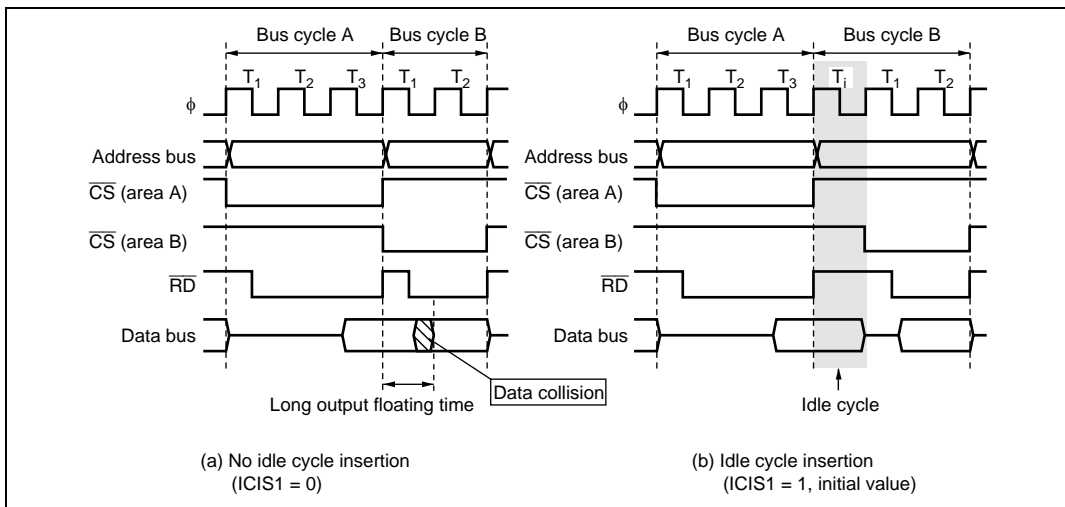 Bus cycle A Bus cycle B
T1 T2 T3 T1 T2
ϕ
Address bus
CS (area A)
CS (area B)
RD
Data bus
Data collision
Long output floating time
(a) No idle cycle insertion
(ICIS1 = 0)
Bus cycle A Bus cycle B
T1 T2 T3 Ti T1 T2
ϕ
Address bus
CS (area A)
CS (area B)
RD
Data bus
Idle cycle
(b) Idle cycle insertion
(ICIS1 = 1, initial value)